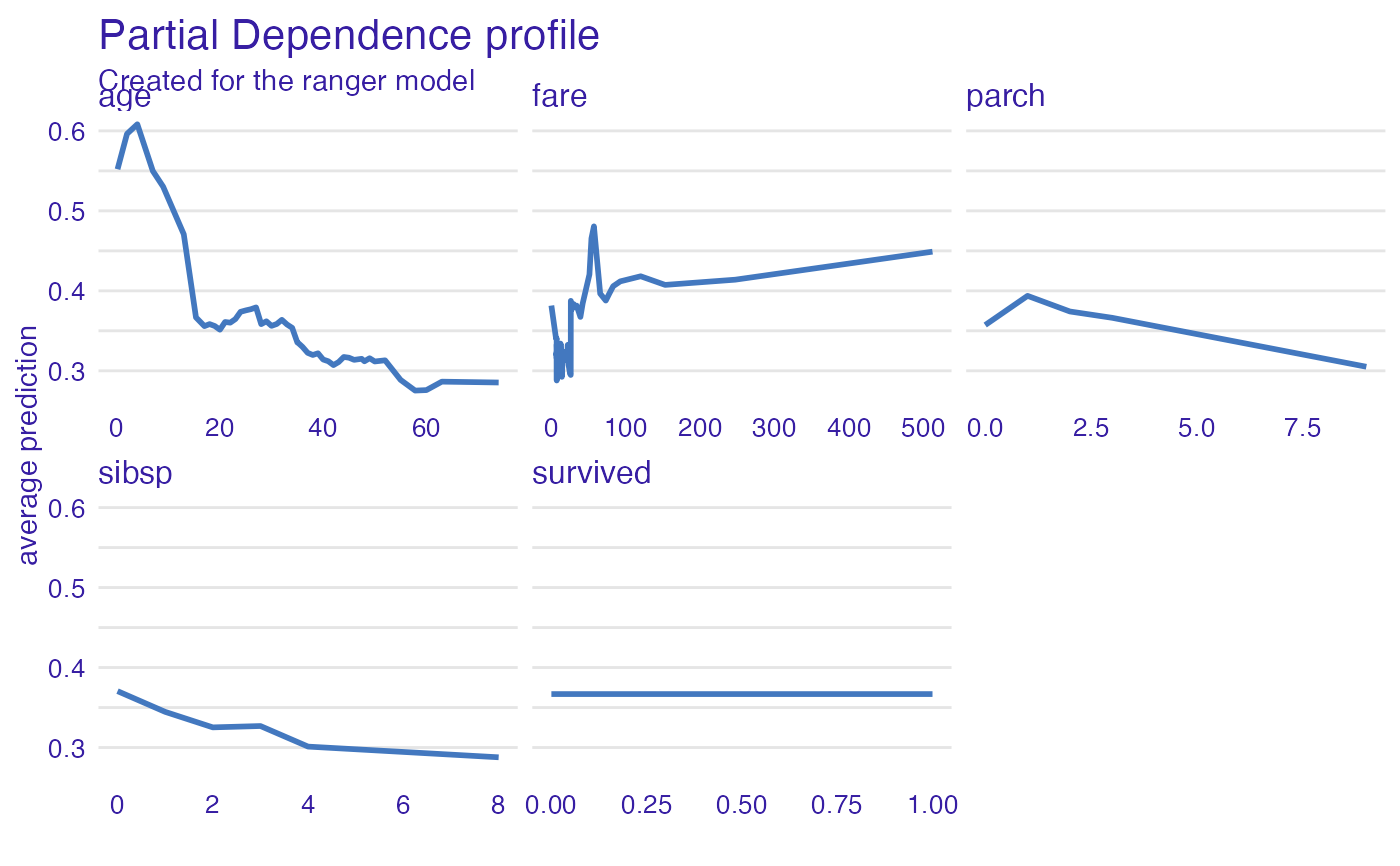 Partial Dependence profile
Created for the ranger model
age
fare
parch
0.6
0.5
0.4
0.3
0 20 40 60
0 100 200 300 400 500
0.0 2.5 5.0 7.5
average prediction
sibsp
survived
0.6
0.5
0.4
0.3
0 2 4 6 8
0.00 0.25 0.50 0.75 1.00